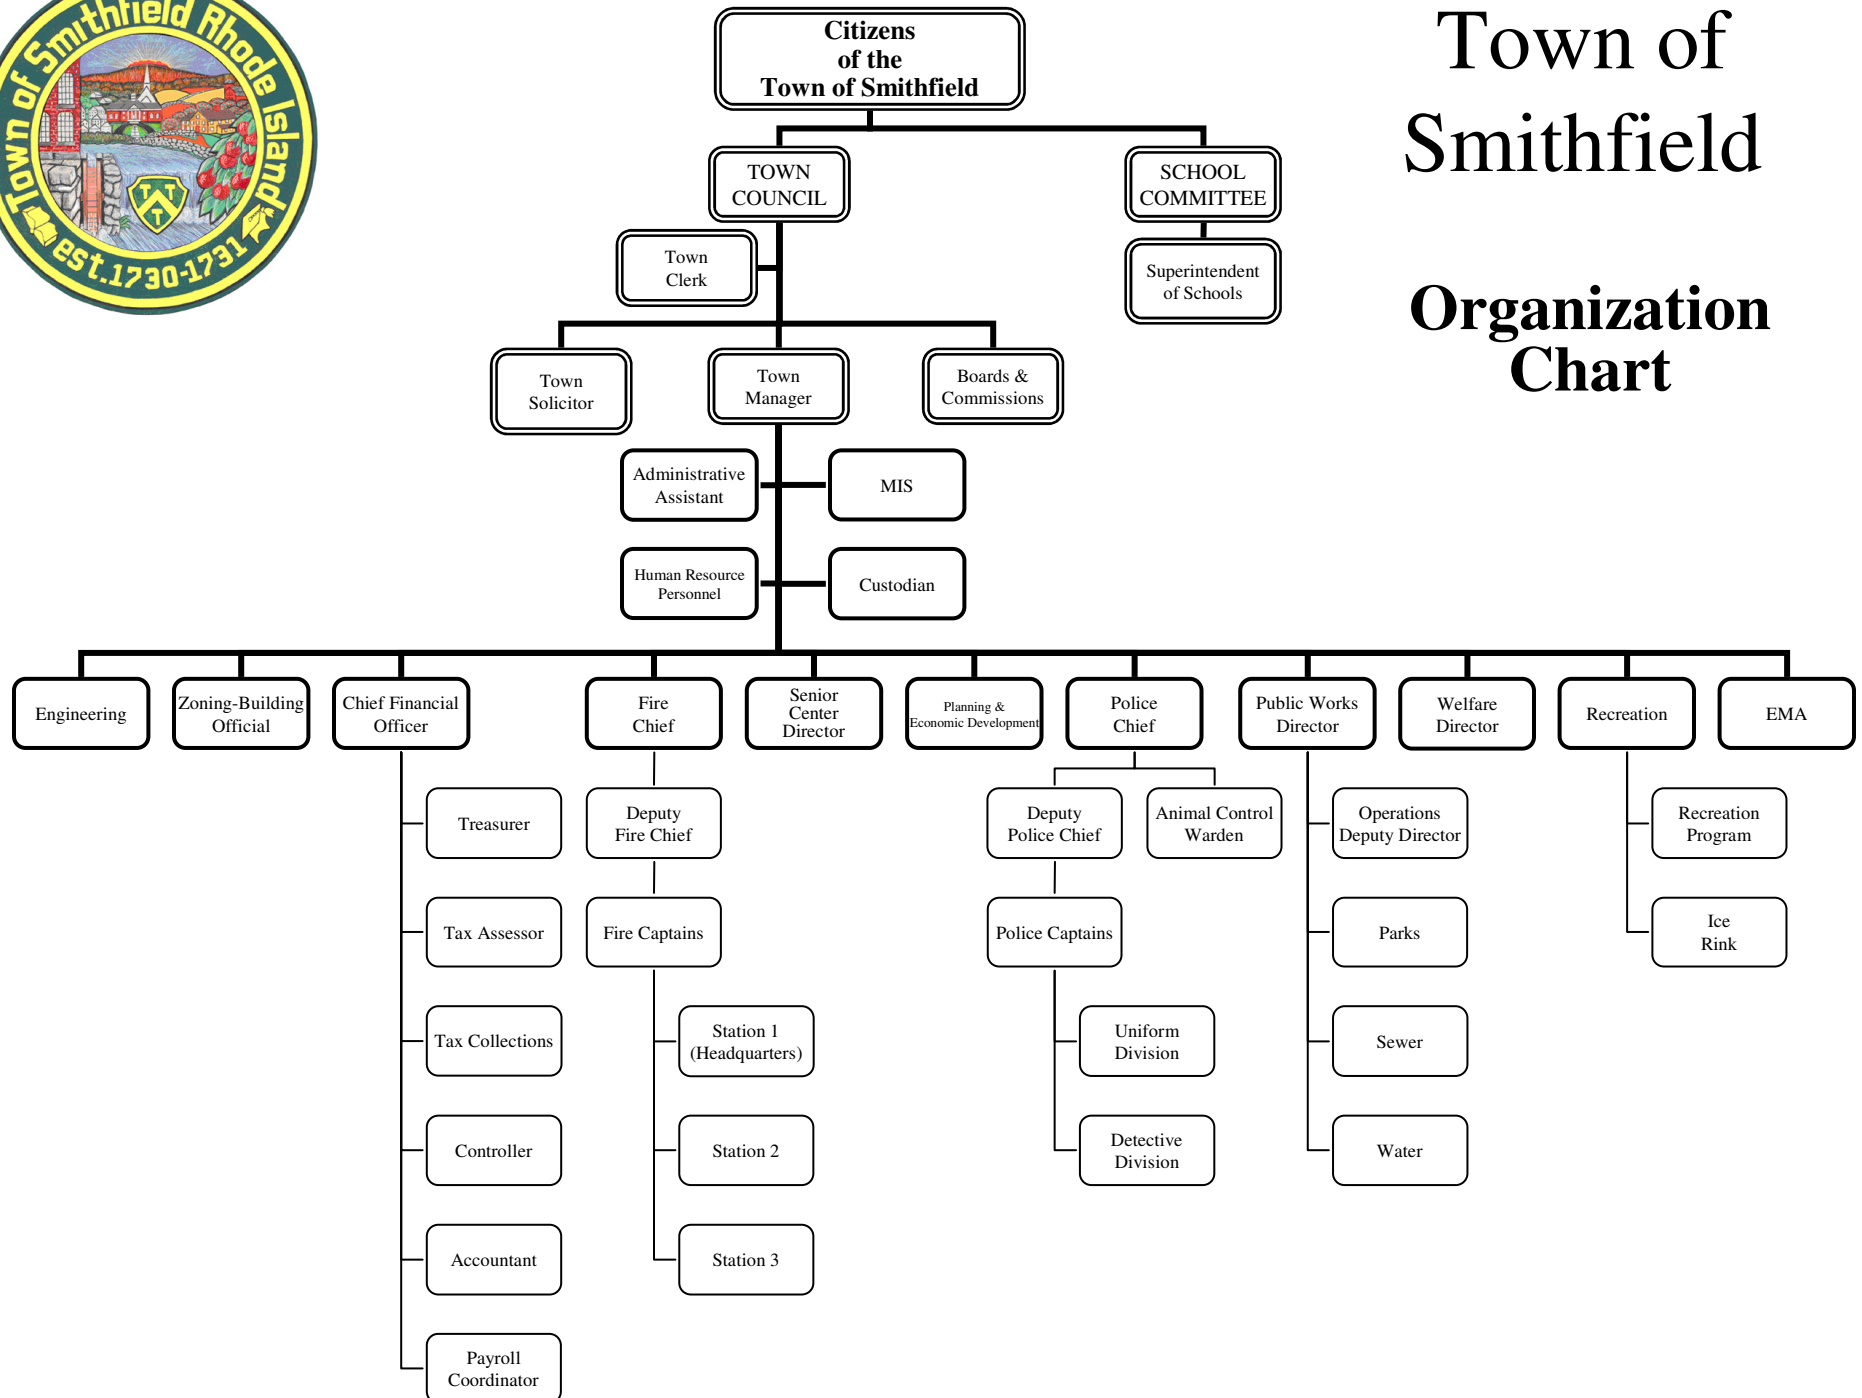 Town of Smithfield Rhode Island
est.1730-1731
T T
T
Citizens
of the
Town of Smithfield
Town of
Smithfield
Organization
Chart
TOWN
COUNCIL
SCHOOL
COMMITTEE
Town
Clerk
Superintendent
of Schools
Town
Solicitor
Town
Manager
Boards &
Commissions
Administrative
Assistant
MIS
Human Resource
Personnel
Custodian
Engineering
Zoning-Building
Official
Chief Financial
Officer
Fire
Chief
Senior
Center
Director
Planning &
Economic Development
Police
Chief
Public Works
Director
Welfare
Director
Recreation
EMA
Treasurer
Deputy
Fire Chief
Deputy
Police Chief
Animal Control
Warden
Operations
Deputy Director
Recreation
Program
Tax Assessor
Fire Captains
Police Captains
Parks
Ice
Rink
Tax Collections
Station 1
(Headquarters)
Uniform
Division
Sewer
Controller
Station 2
Detective
Division
Water
Accountant
Station 3
Payroll
Coordinator